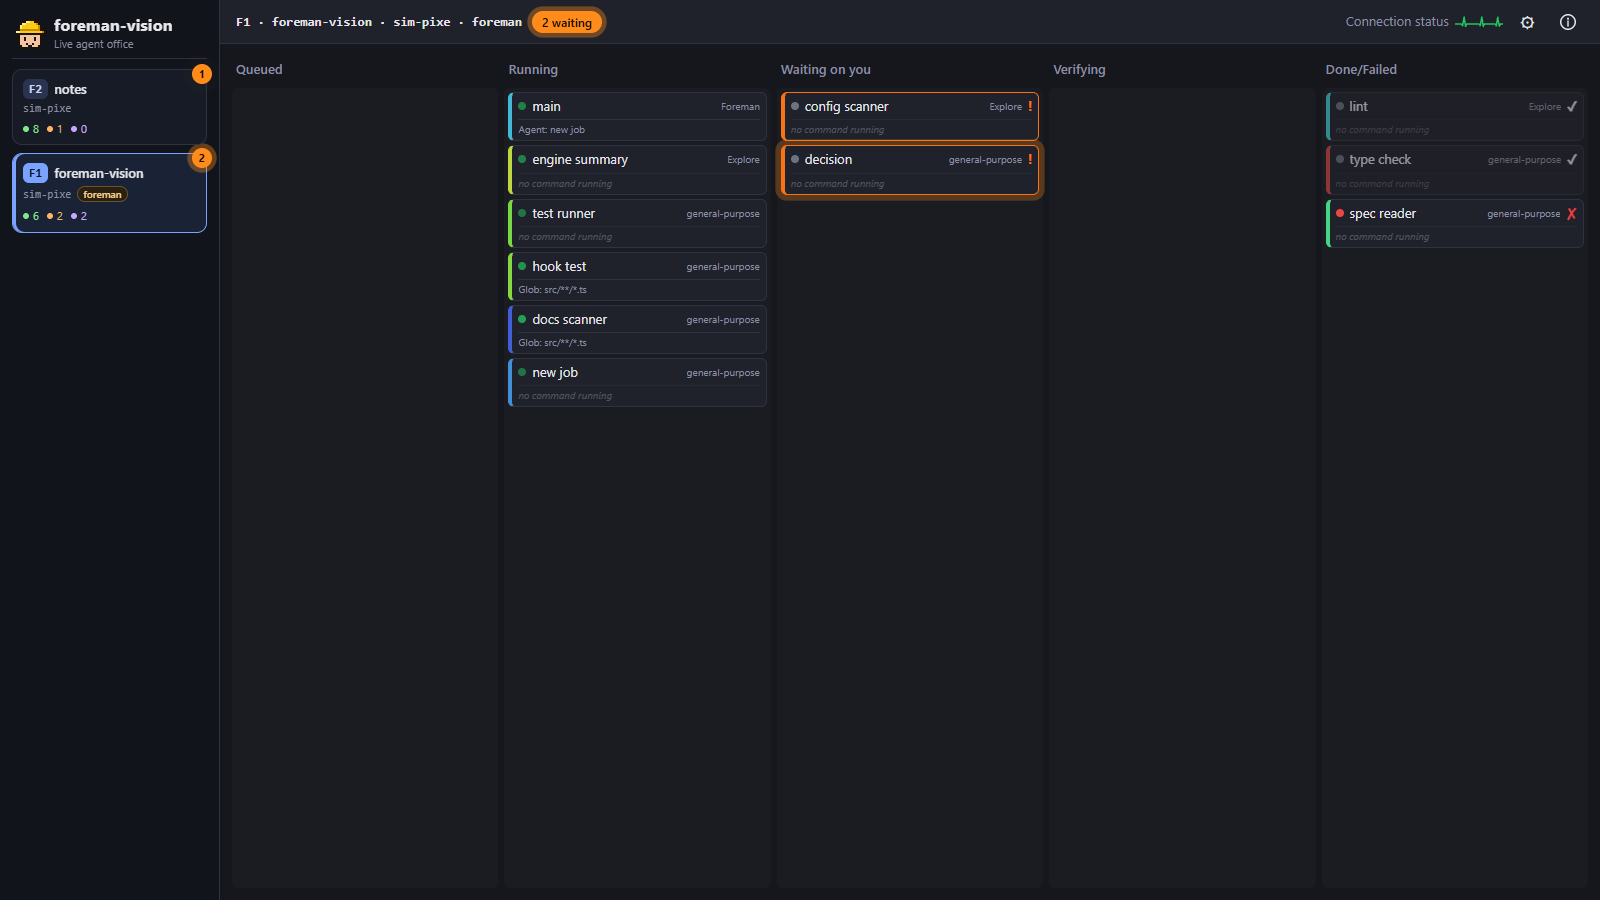 foreman-vision
Live agent office
1
F2 notes
sim-pixe
8 1 0
2
F1 foreman-vision
sim-pixe foreman
6 2 2
F1 · foreman-vision · sim-pixe · foreman 2 waiting
Connection status
Queued
Running
main Foreman
Agent: new job
engine summary Explore
no command running
test runner general-purpose
no command running
hook test general-purpose
Glob: src/**/*.ts
docs scanner general-purpose
Glob: src/**/*.ts
new job general-purpose
no command running
Waiting on you
config scanner Explore !
no command running
decision general-purpose !
no command running
Verifying
Done/Failed
lint Explore ✓
no command running
type check general-purpose ✓
no command running
spec reader general-purpose ✗
no command running